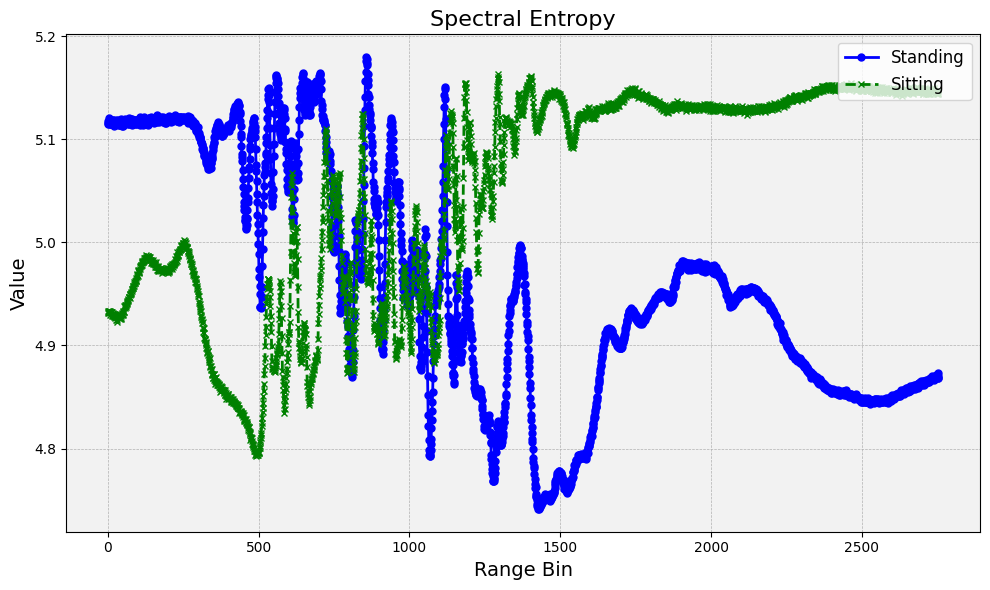 Spectral Entropy
Standing
Sitting
Value
5.2
5.1
5.0
4.9
4.8
0 500 1000 1500 2000 2500
Range Bin